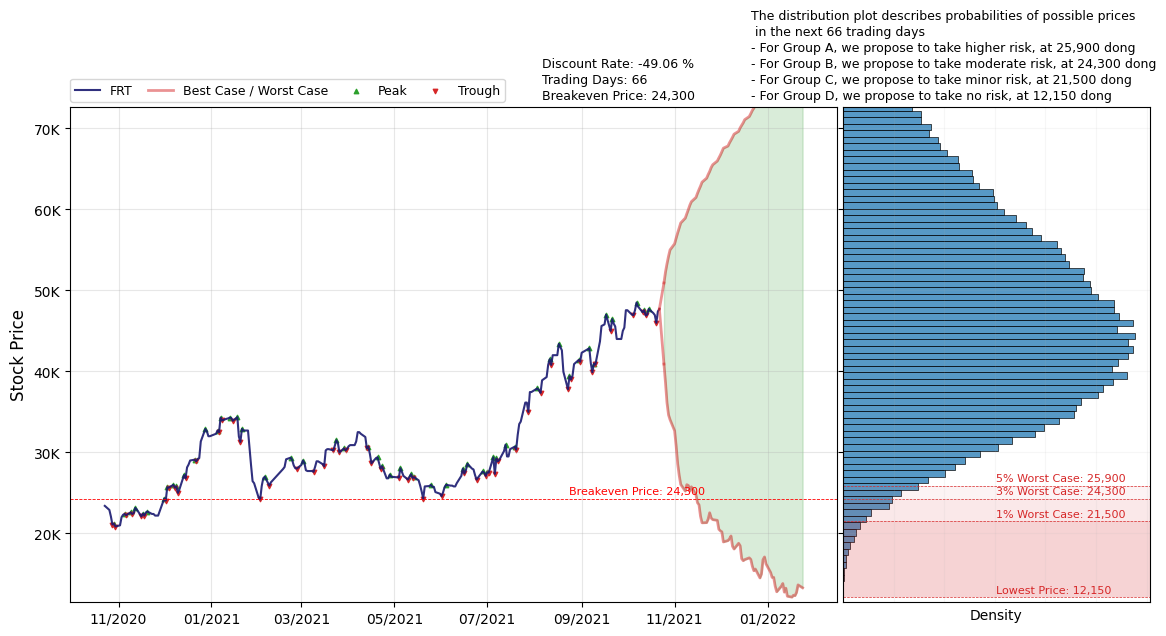 The distribution plot describes probabilities of possible prices
in the next 66 trading days
- For Group A, we propose to take higher risk, at 25,900 dong
- For Group B, we propose to take moderate risk, at 24,300 dong
- For Group C, we propose to take minor risk, at 21,500 dong
- For Group D, we propose to take no risk, at 12,150 dong
Discount Rate: -49.06 %
Trading Days: 66
Breakeven Price: 24,300
FRT
Best Case / Worst Case
Peak
Trough
Stock Price
70K
60K
50K
40K
30K
20K
Breakeven Price: 24,300
5% Worst Case: 25,900
3% Worst Case: 24,300
1% Worst Case: 21,500
Lowest Price: 12,150
11/2020
01/2021
03/2021
05/2021
07/2021
09/2021
11/2021
01/2022
Density